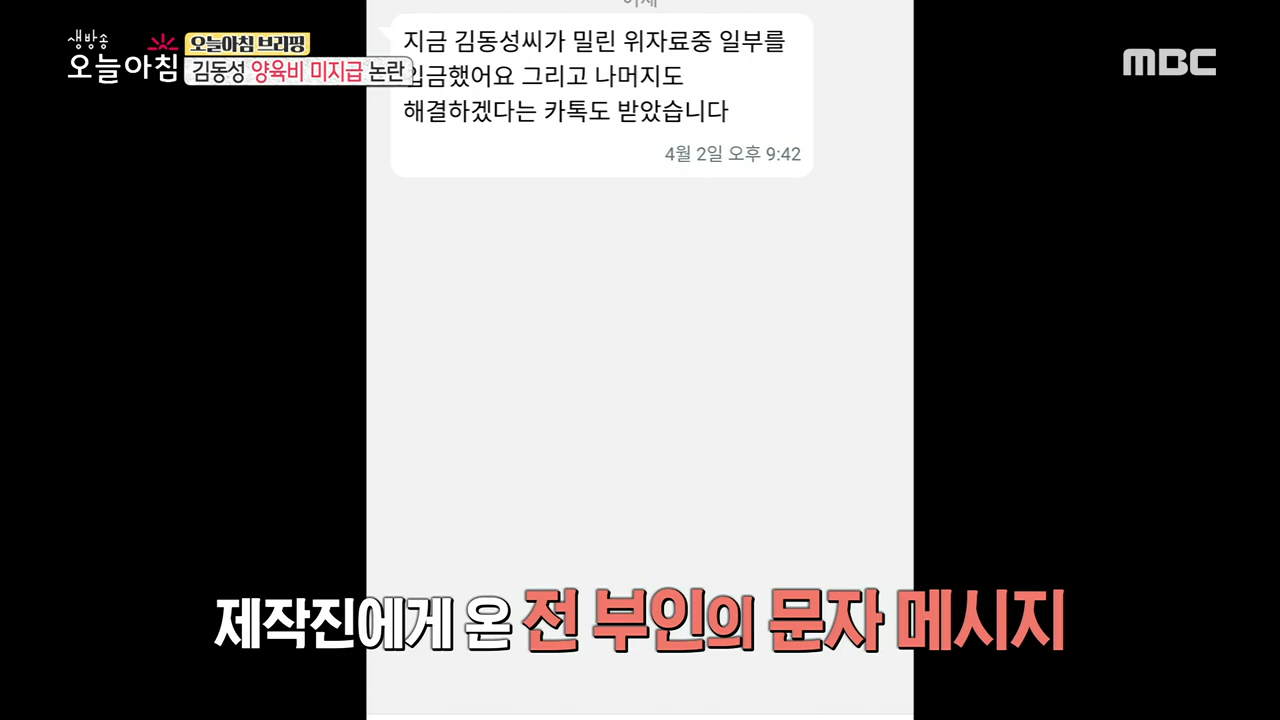 어제
생방송
오늘아침
오늘아침 브리핑
김동성 양육비 미지급 논란
MBC
지금 김동성씨가 밀린 위자료중 일부를
입금했어요 그리고 나머지도
해결하겠다는 카톡도 받았습니다
4월 2일 오후 9:42
제작진에게 온 전 부인의 문자 메시지